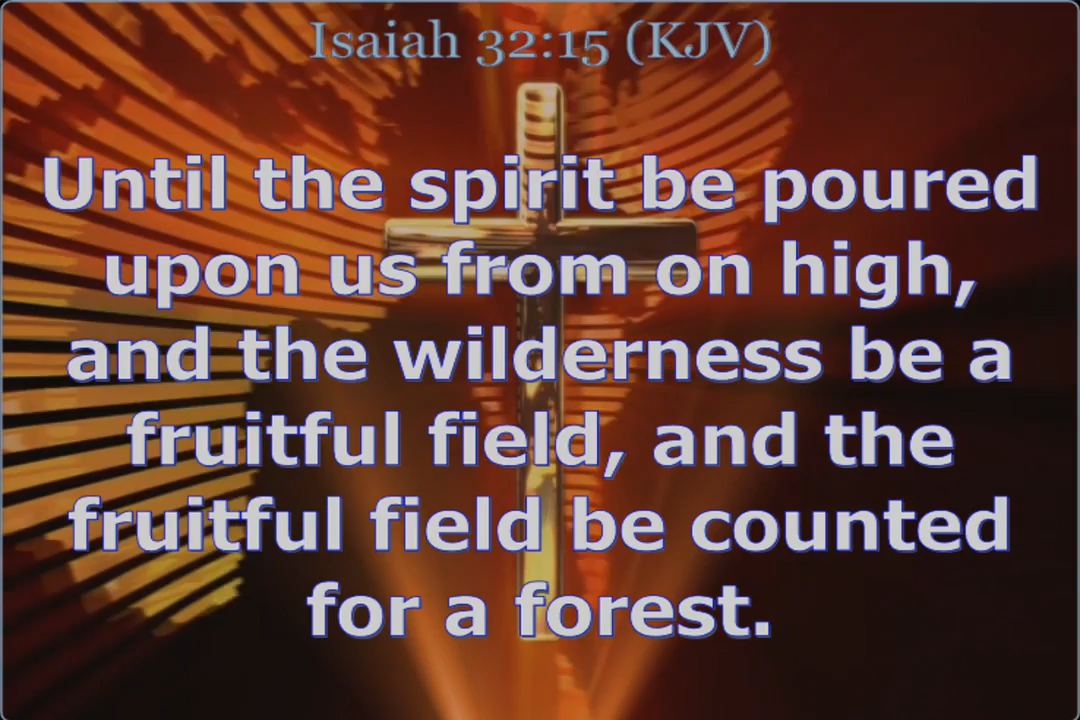 Isaiah 32:15 (KJV)
Until the spirit be poured
upon us from on high,
and the wilderness be a
fruitful field, and the
fruitful field be counted
for a forest.